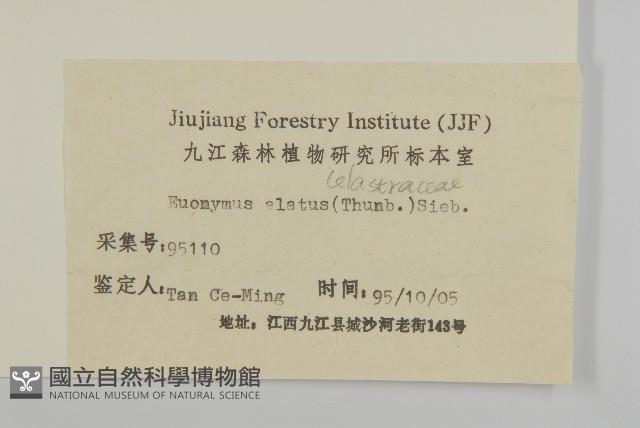 Jiujiang Forestry Institute (JJF)
九江森林植物研究所标本室
Celastraceae
Euonymus alatus(Thunb.)Sieb.
采集号:95110
鉴定人:Tan Ce-Ming 时间:95/10/05
地址:江西九江县城沙河老街143号
國立自然科學博物館
NATIONAL MUSEUM OF NATURAL SCIENCE